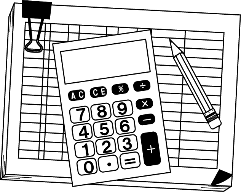 AC CE % ÷
7 8 9 ×
4 5 6 -
1 2 3 +
0 · =